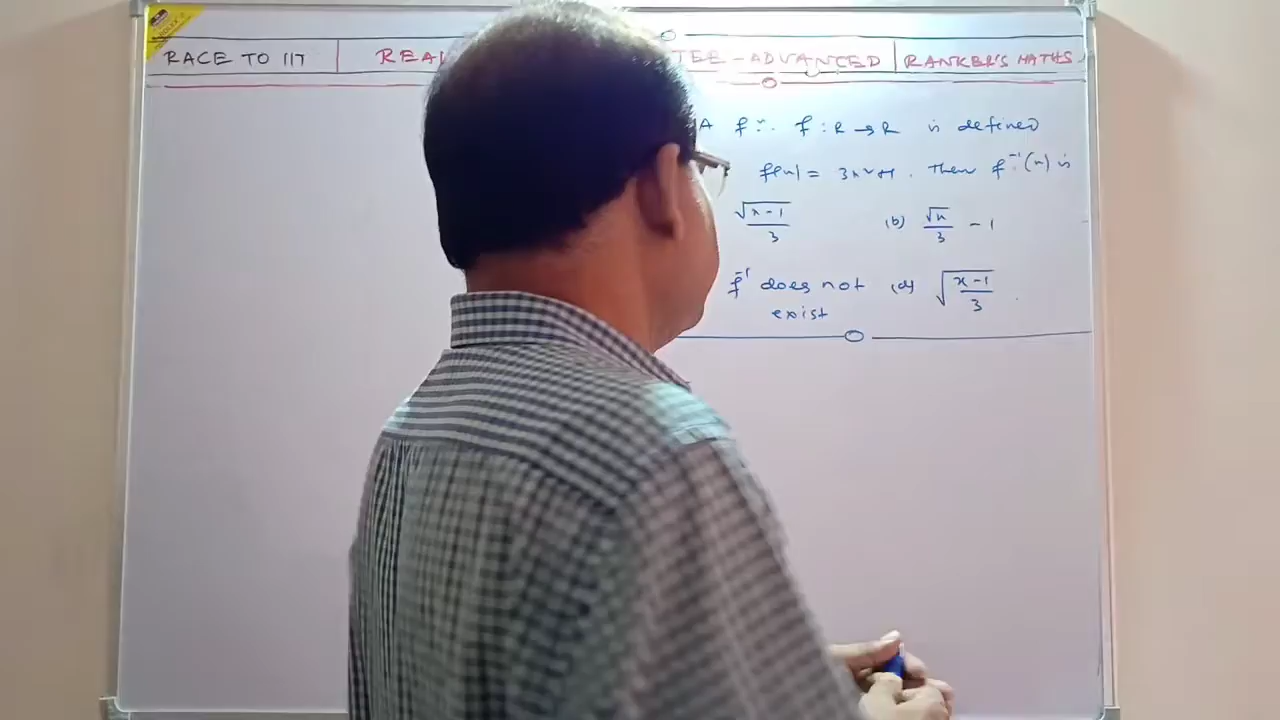 RACE TO 117 REAL TEE-ADVANCED RANKER'S MATHS
A f: f:R→R is defined
f(x) = 3x²+1. Then f⁻¹(x) is
√(x-1)/3 (b) √x/3 - 1
f⁻¹ does not (d) √((x-1)/3)
exist